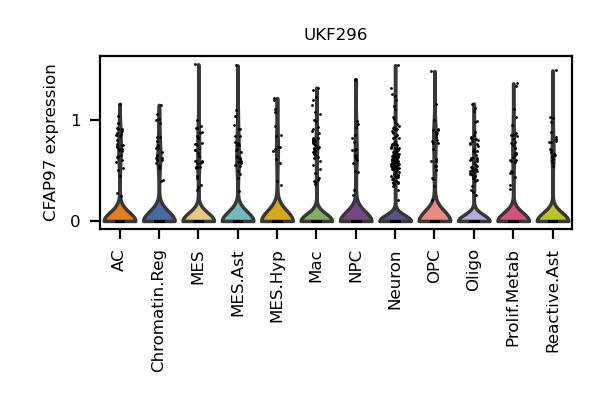 UKF296
CFAP97 expression
1
0
AC
Chromatin.Reg
MES
MES.Ast
MES.Hyp
Mac
NPC
Neuron
OPC
Oligo
Prolif.Metab
Reactive.Ast